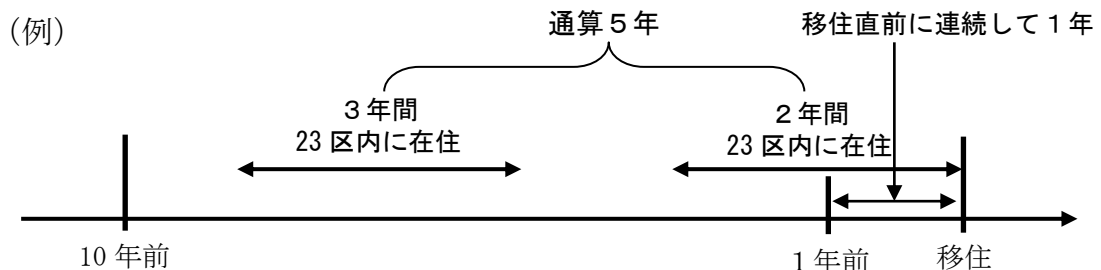 (例)
通算５年
移住直前に連続して１年
３年間
23 区内に在住
２年間
23 区内に在住
10 年前
１年前
移住